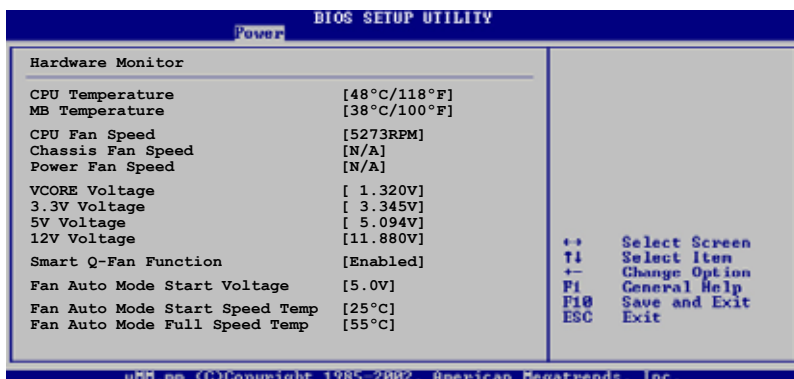 BIOS SETUP UTILITY
Power
Hardware Monitor
CPU Temperature [48°C/118°F]
MB Temperature [38°C/100°F]
CPU Fan Speed [5273RPM]
Chassis Fan Speed [N/A]
Power Fan Speed [N/A]
VCORE Voltage [ 1.320V]
3.3V Voltage [ 3.345V]
5V Voltage [ 5.094V]
12V Voltage [11.880V]
Smart Q-Fan Function [Enabled]
Fan Auto Mode Start Voltage [5.0V]
Fan Auto Mode Start Speed Temp [25°C]
Fan Auto Mode Full Speed Temp [55°C]
↔ Select Screen
↑↓ Select Item
+- Change Option
F1 General Help
F10 Save and Exit
ESC Exit
(C)Copyright 1985-2002, American Megatrends, Inc